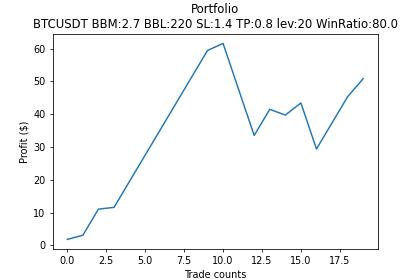 Portfolio
BTCUSDT BBM:2.7 BBL:220 SL:1.4 TP:0.8 lev:20 WinRatio:80.0
60
50
40
30
20
10
0
Profit ($)
0.0 2.5 5.0 7.5 10.0 12.5 15.0 17.5
Trade counts